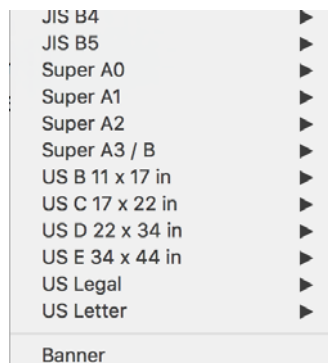 JIS B4
JIS B5
Super A0
Super A1
Super A2
Super A3 / B
US B 11 x 17 in
US C 17 x 22 in
US D 22 x 34 in
US E 34 x 44 in
US Legal
US Letter
Banner